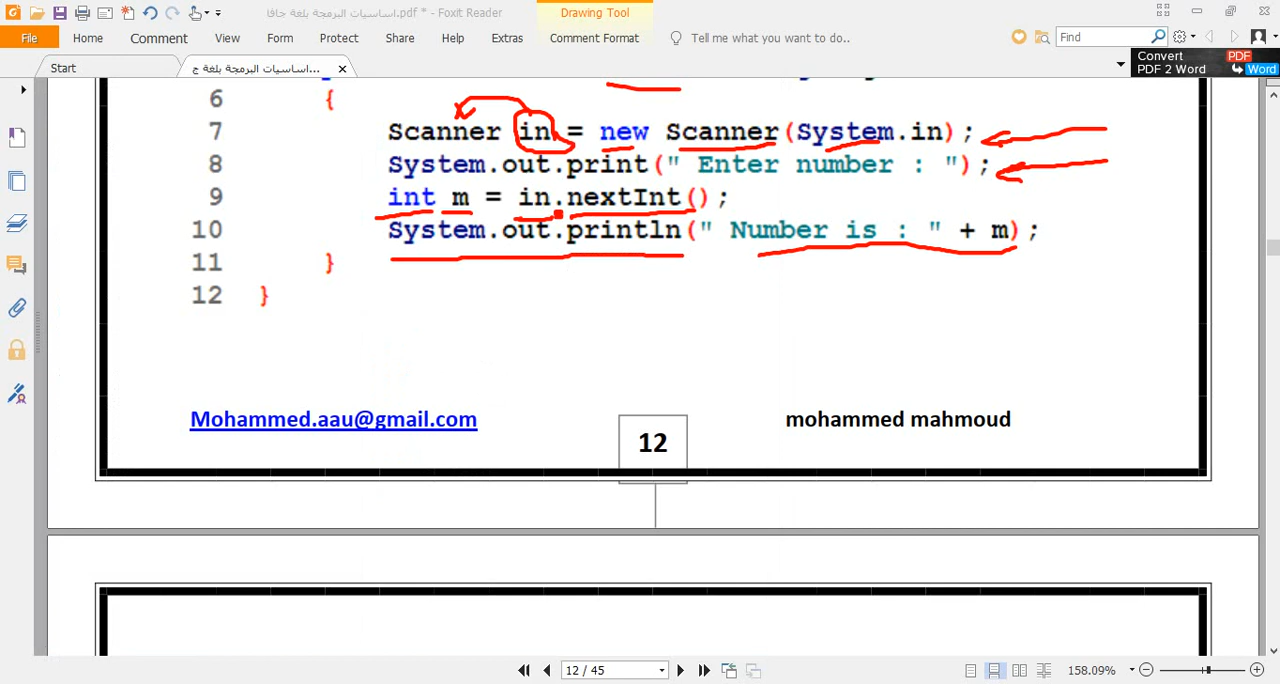 اساسيات البرمجة بلغة جافا.pdf * - Foxit Reader
Drawing Tool
File
Home
Comment
View
Form
Protect
Share
Help
Extras
Comment Format
Tell me what you want to do..
Find
Start
اساسيات البرمجة بلغة ج...
Convert PDF
PDF 2 Word Word
6 {
7 Scanner in = new Scanner(System.in);
8 System.out.print(" Enter number : ");
9 int m = in.nextInt();
10 System.out.println(" Number is : " + m);
11 }
12 }
Mohammed.aau@gmail.com
12
mohammed mahmoud
12 / 45
158.09%